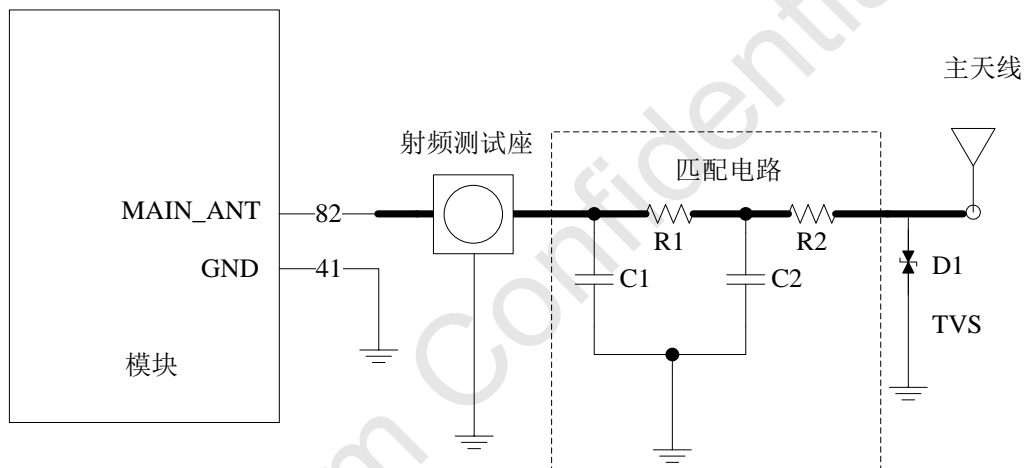 主天线
射频测试座
匹配电路
MAIN_ANT
82
R1
R2
GND
41
C1
C2
D1
TVS
模块
Confidential